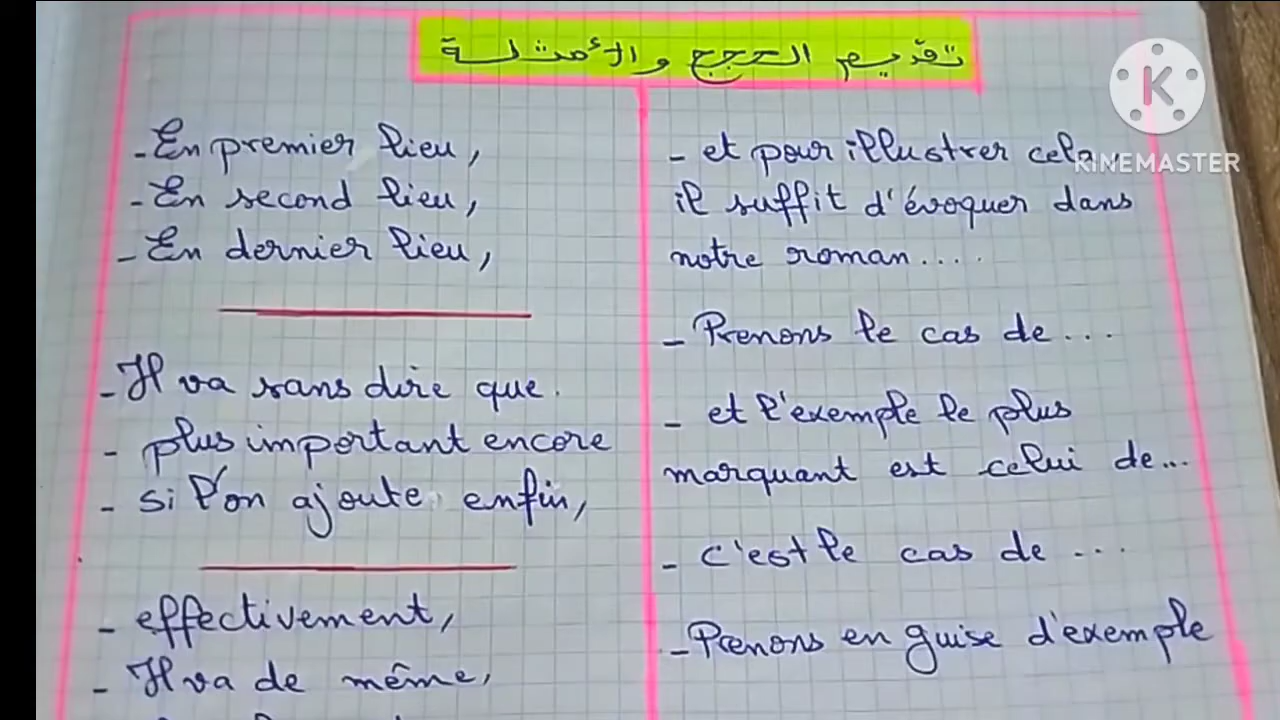 تقديم الحجج والأمثلة
- En premier lieu,
- En second lieu,
- En dernier lieu,
- Il va sans dire que.
- plus important encore
- si l'on ajoute enfin,
- effectivement,
- Il va de même,
- et pour illustrer cela,
il suffit d'évoquer dans
notre roman....
- Prenons le cas de ...
- et l'exemple le plus
marquant est celui de...
- c'est le cas de ...
- Prenons en guise d'exemple
K
KINEMASTER